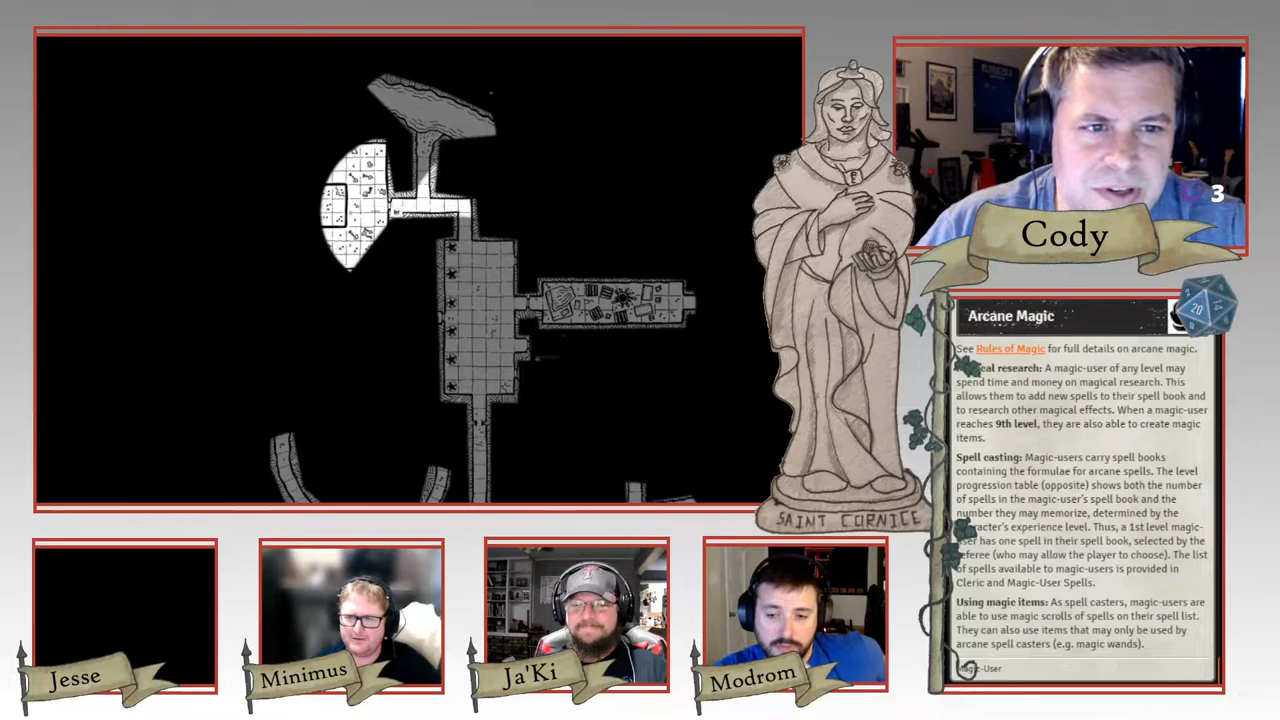 3
Cody
SAINT CORNICE
20
Arcane Magic
See Rules of Magic for full details on arcane magic.
research: A magic-user of any level may
spend time and money on magical research. This
allows them to add new spells to their spell book and
to research other magical effects. When a magic-user
reaches 9th level, they are also able to create magic
items.
Spell casting: Magic-users carry spell books
containing the formulae for arcane spells. The level
progression table (opposite) shows both the number
of spells in the magic-user's spell book and the
number they may memorize, determined by the
character's experience level. Thus, a 1st level magic-
user has one spell in their spell book, selected by the
referee (who may allow the player to choose). The list
of spells available to magic-users is provided in
Cleric and Magic-User Spells.
Using magic items: As spell casters, magic-users are
able to use magic scrolls of spells on their spell list.
They can also use items that may only be used by
arcane spell casters (e.g. magic wands).
Magic-User
Jesse
Minimus
Ja'Ki
Modrom